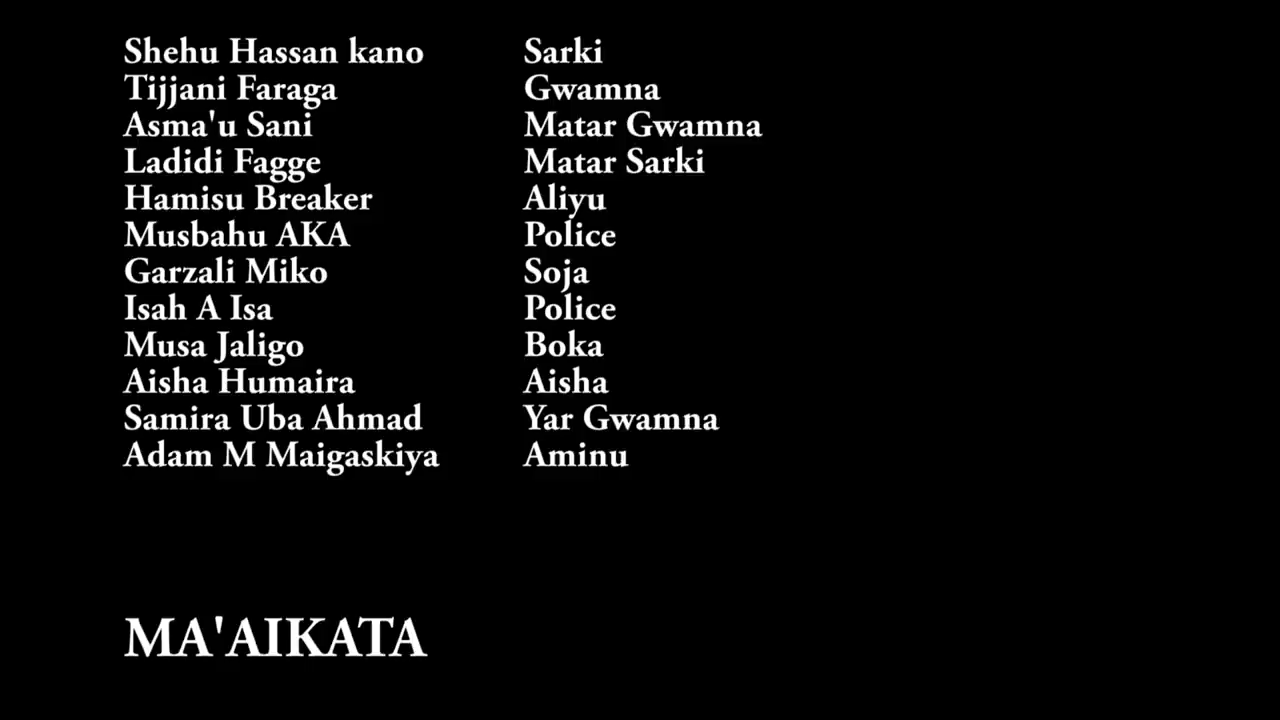 Shehu Hassan kano Sarki
Tijjani Faraga Gwamna
Asma'u Sani Matar Gwamna
Ladidi Fagge Matar Sarki
Hamisu Breaker Aliyu
Musbahu AKA Police
Garzali Miko Soja
Isah A Isa Police
Musa Jaligo Boka
Aisha Humaira Aisha
Samira Uba Ahmad Yar Gwamna
Adam M Maigaskiya Aminu
MA'AIKATA